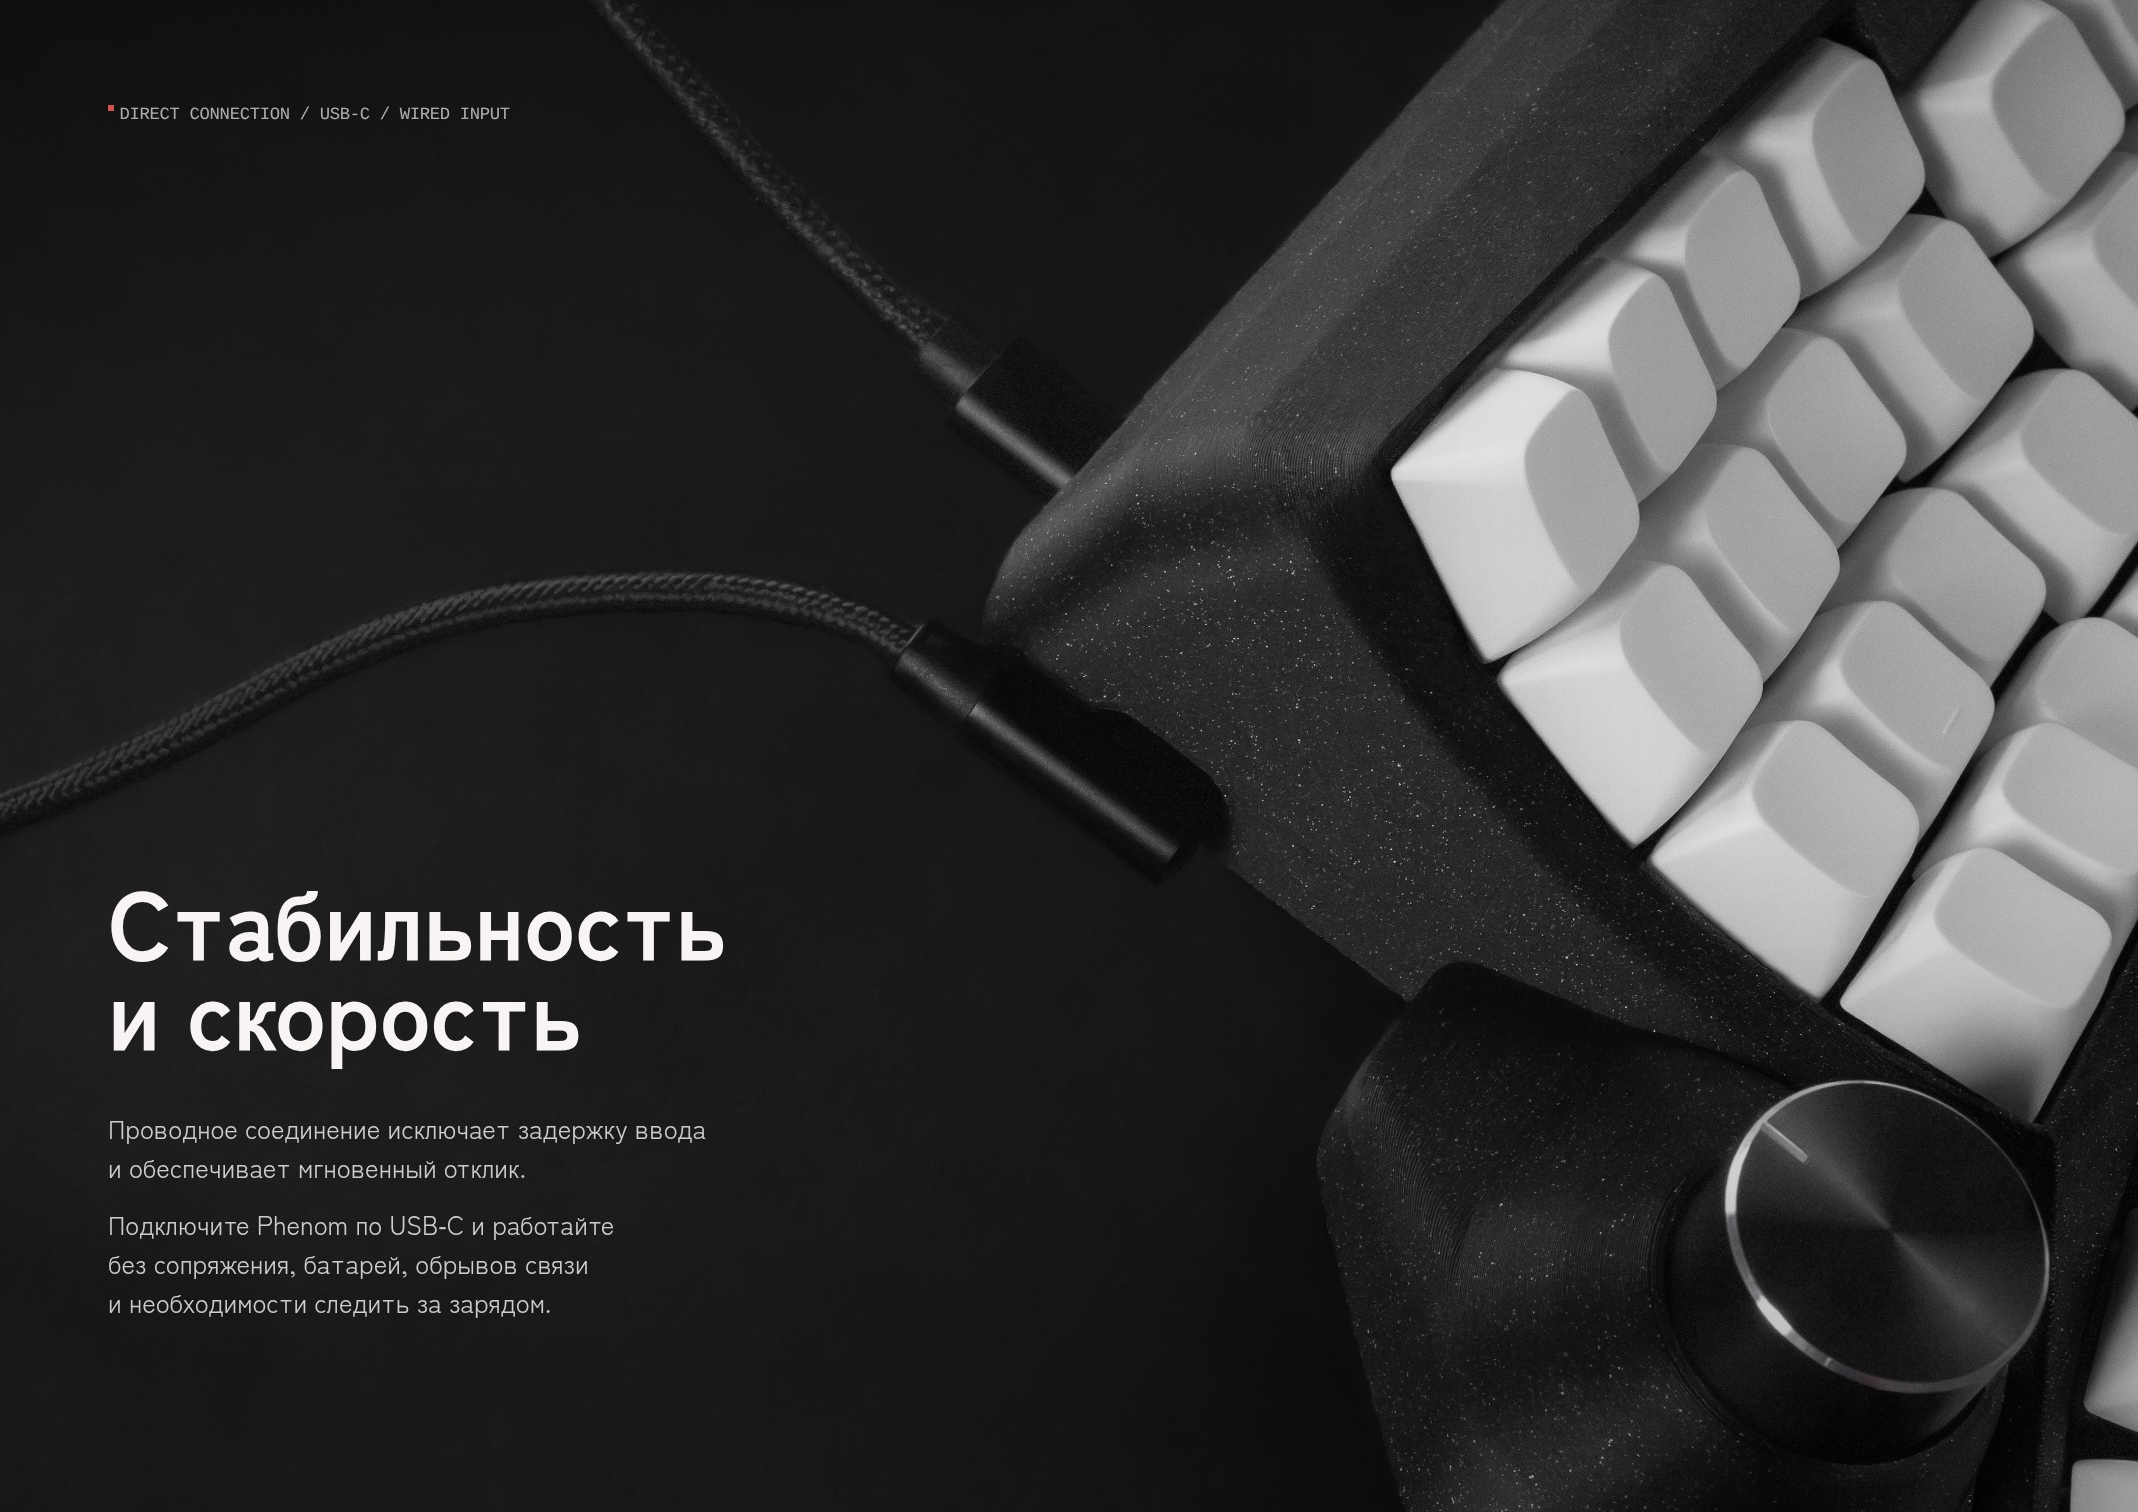 DIRECT CONNECTION / USB-C / WIRED INPUT
Стабильность
и скорость
Проводное соединение исключает задержку ввода
и обеспечивает мгновенный отклик.
Подключите Phenom по USB-C и работайте
без сопряжения, батарей, обрывов связи
и необходимости следить за зарядом.